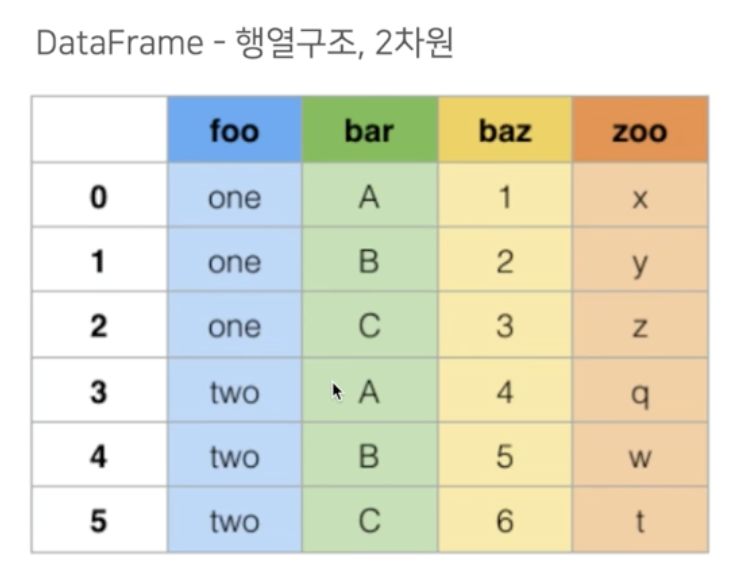 DataFrame - 행열구조, 2차원
foo bar baz zoo
0 one A 1 x
1 one B 2 y
2 one C 3 z
3 two A 4 q
4 two B 5 w
5 two C 6 t